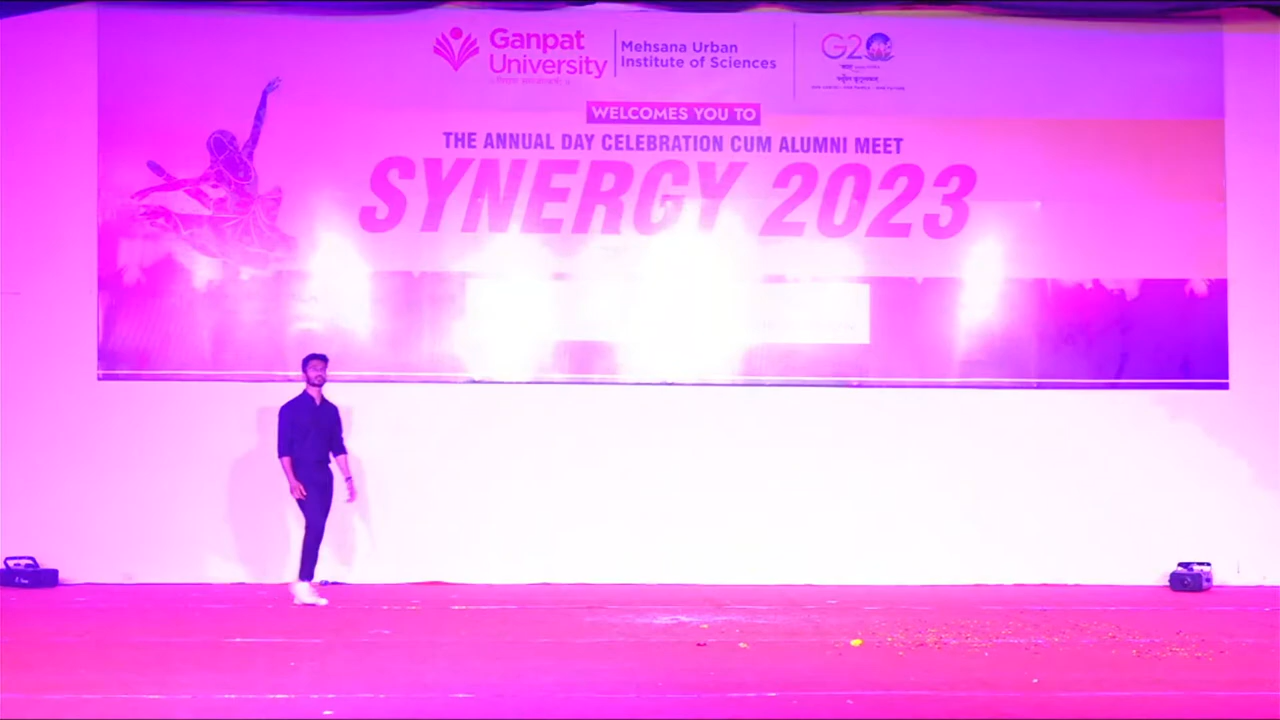 Ganpat
University
Mehsana Urban
Institute of Sciences
G20
WELCOMES YOU TO
THE ANNUAL DAY CELEBRATION CUM ALUMNI MEET
SYNERGY 2023